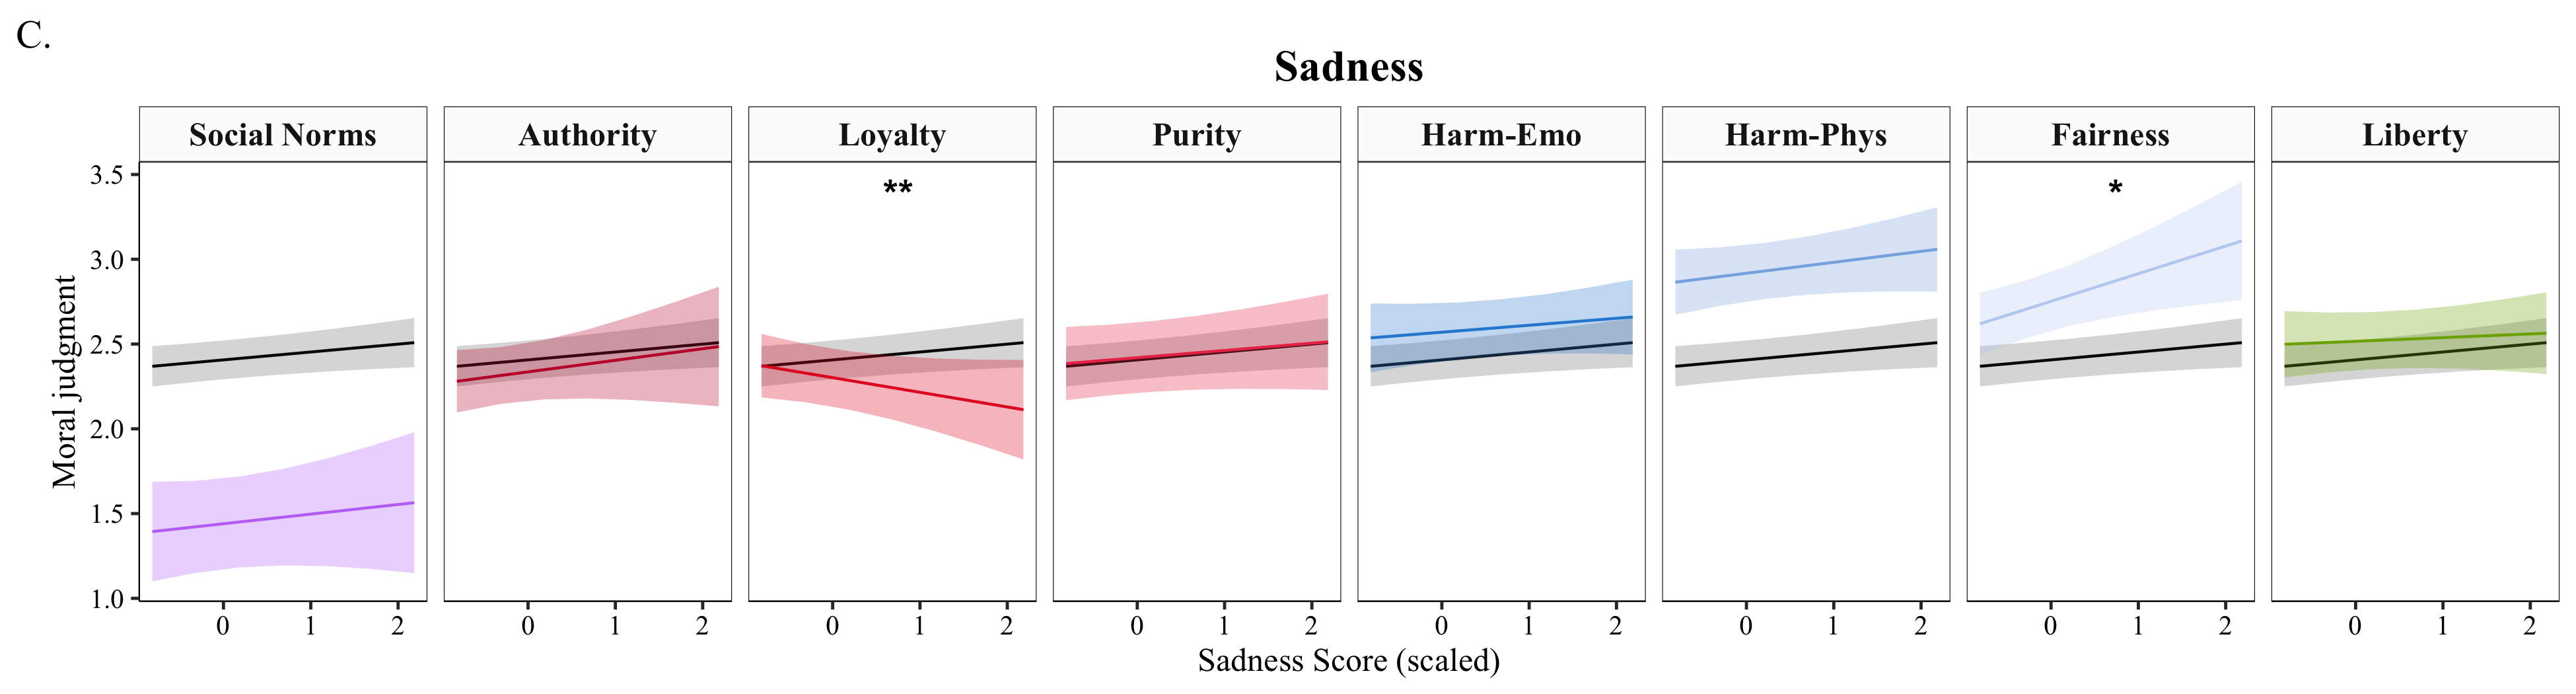 C.
Sadness
Social Norms Authority Loyalty Purity Harm-Emo Harm-Phys Fairness Liberty
** *
Moral judgment
3.5
3.0
2.5
2.0
1.5
1.0
0 1 2 0 1 2 0 1 2 0 1 2 0 1 2 0 1 2 0 1 2 0 1 2
Sadness Score (scaled)